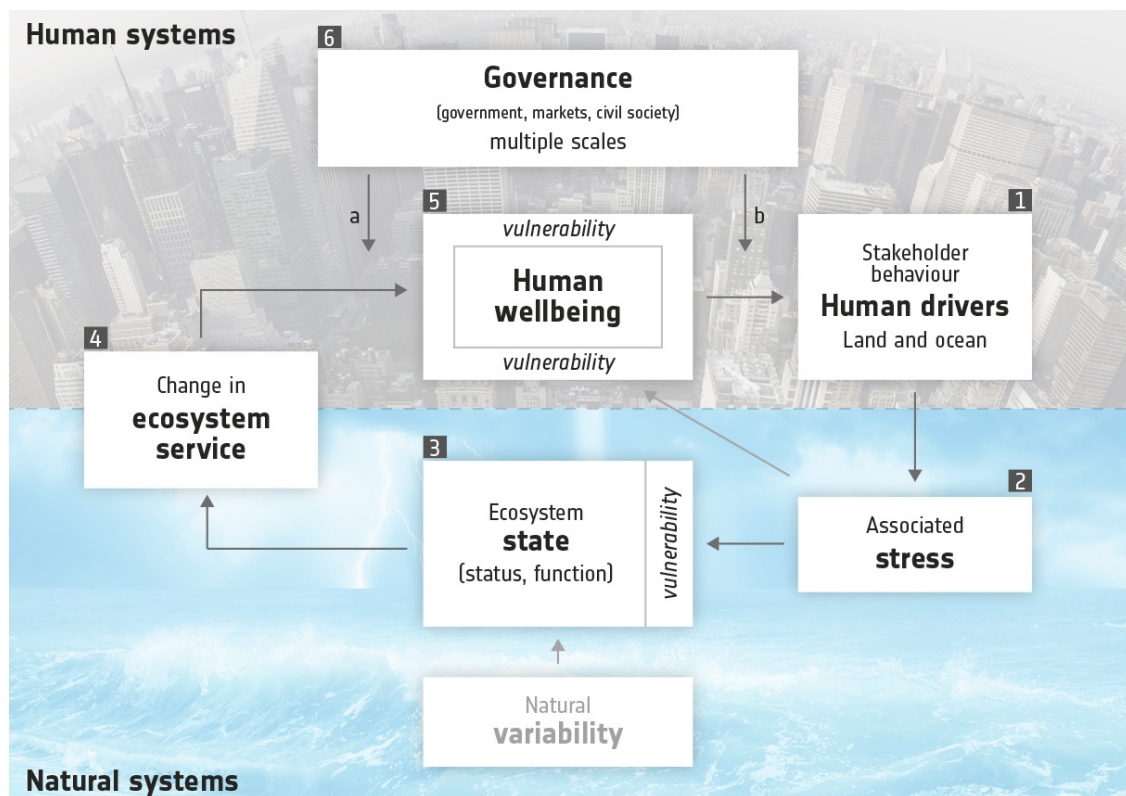 Human systems
6
Governance
(government, markets, civil society)
multiple scales
a
b
5
vulnerability
Human
wellbeing
vulnerability
1
Stakeholder
behaviour
Human drivers
Land and ocean
4
Change in
ecosystem
service
3
Ecosystem
state
(status, function)
vulnerability
2
Associated
stress
Natural
variability
Natural systems